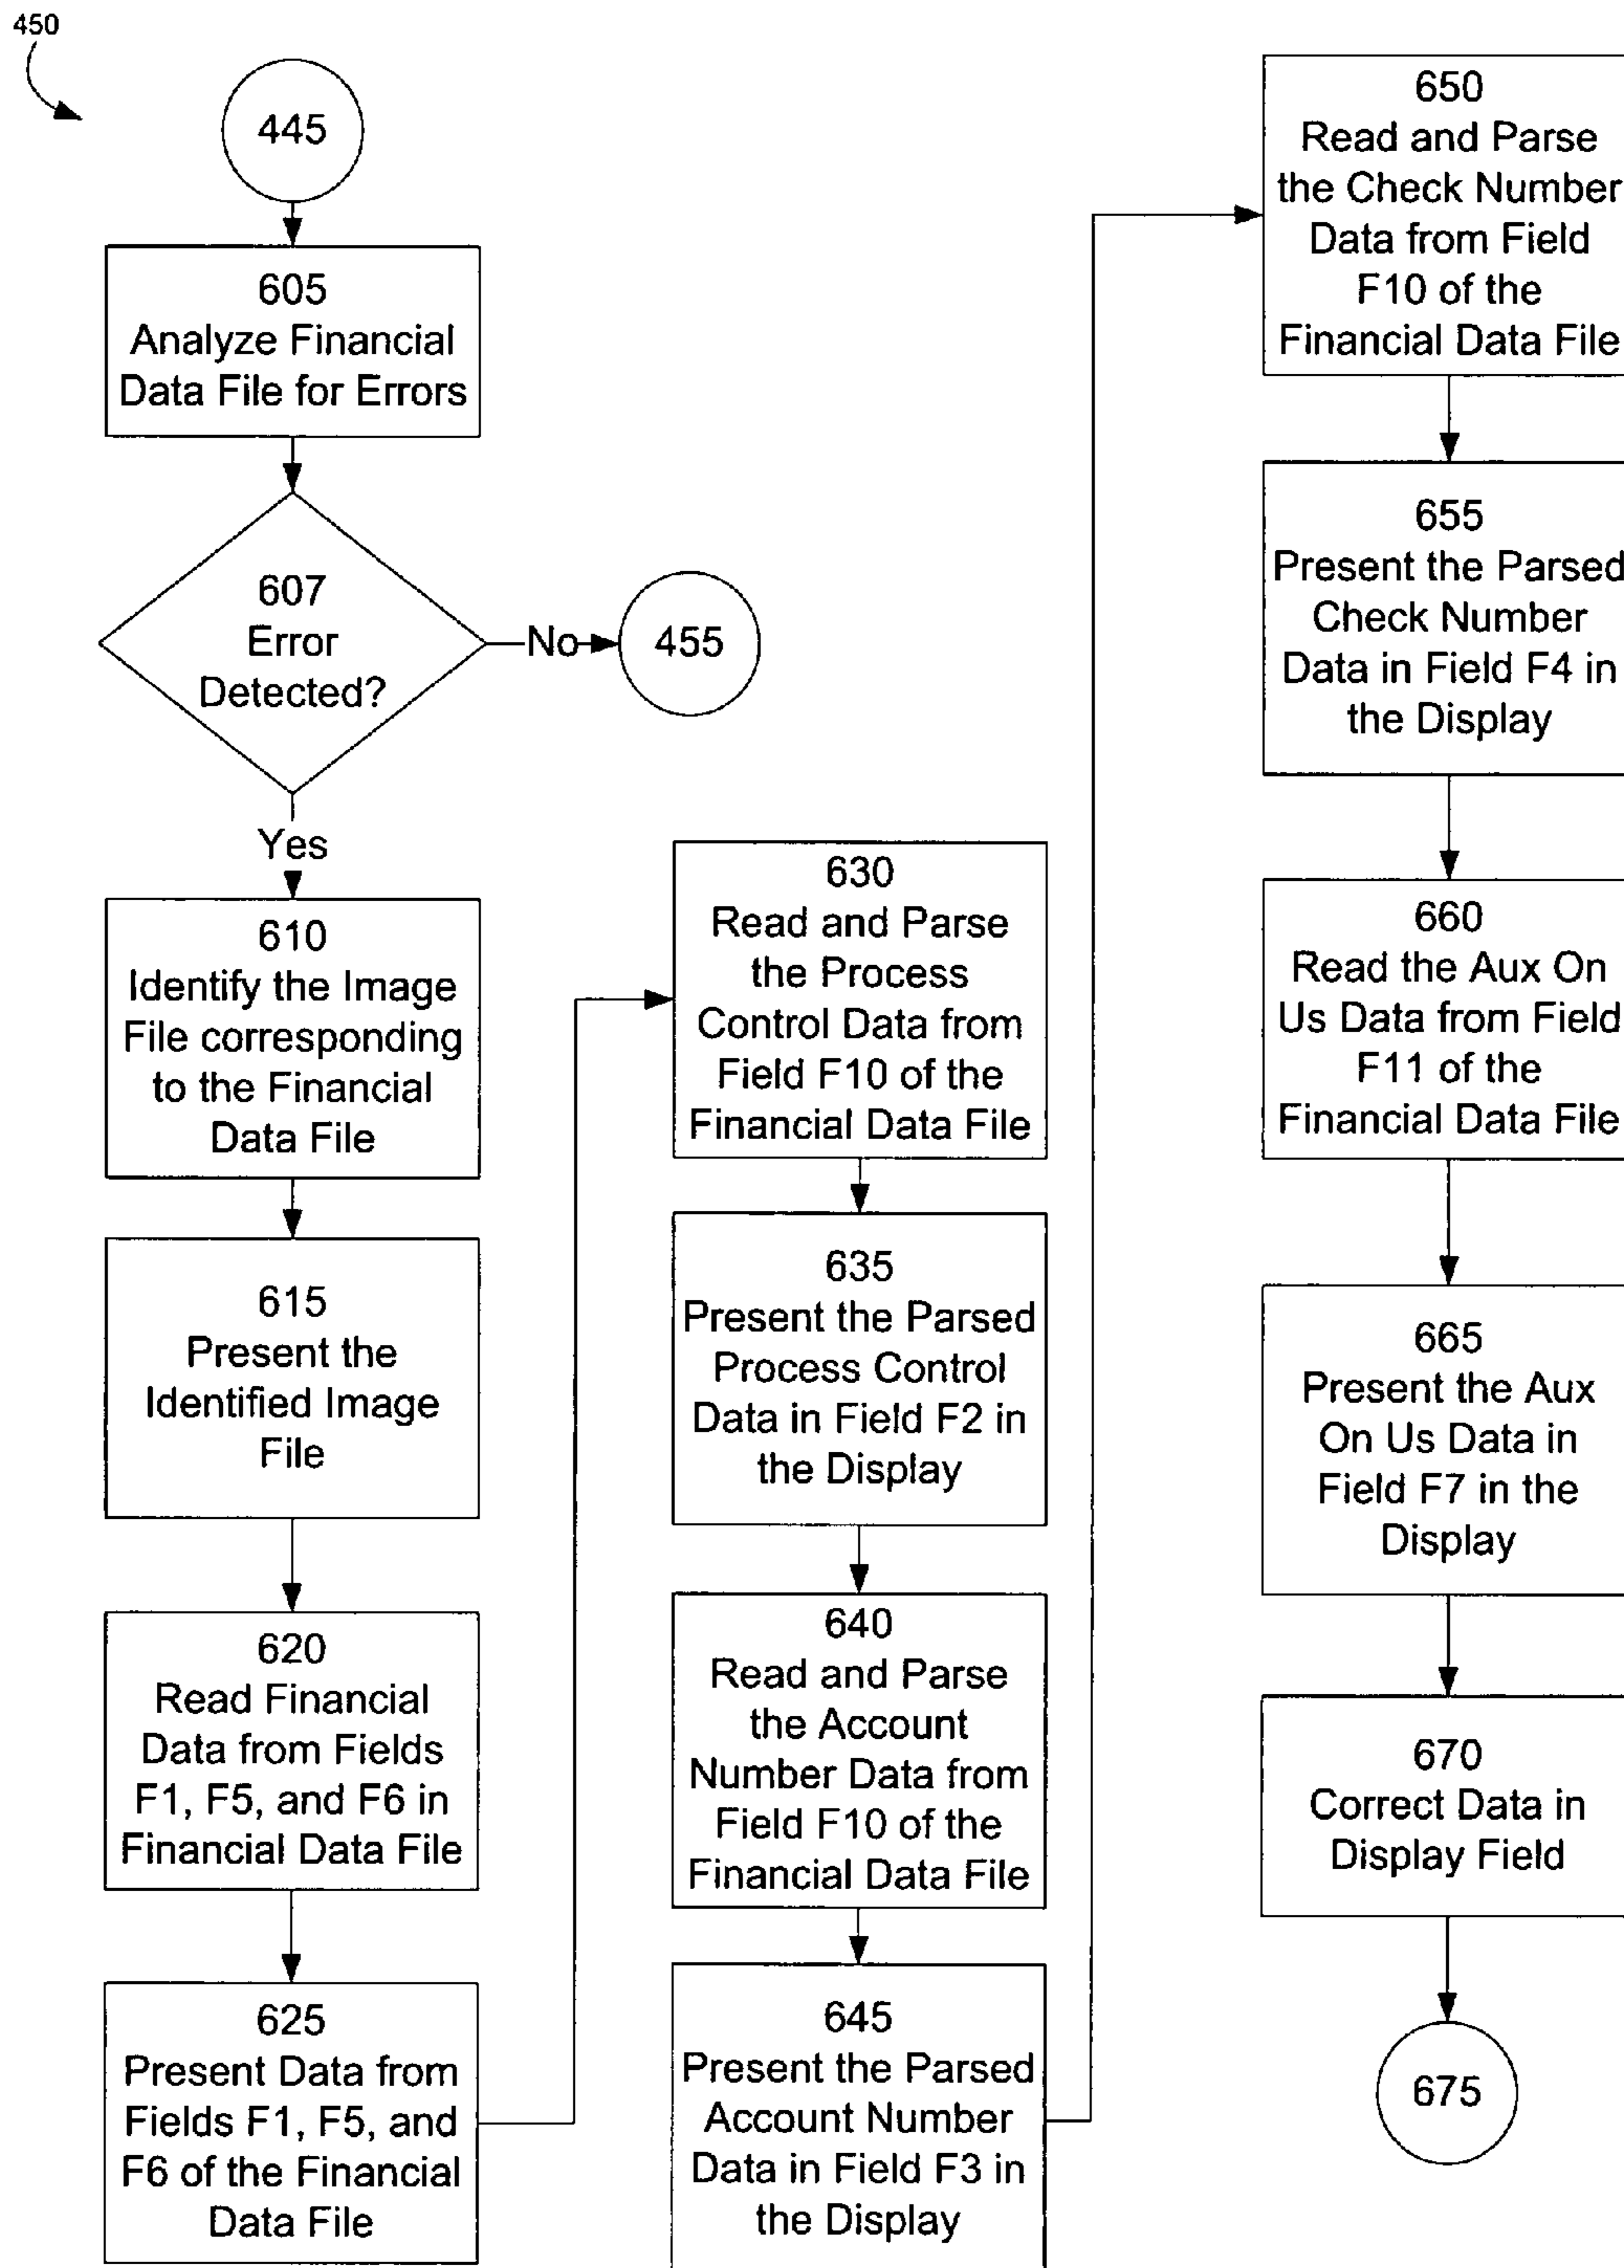 450
445
605
Analyze Financial
Data File for Errors
607
Error
Detected?
No
455
Yes
610
Identify the Image
File corresponding
to the Financial
Data File
615
Present the
Identified Image
File
620
Read Financial
Data from Fields
F1, F5, and F6 in
Financial Data File
625
Present Data from
Fields F1, F5, and
F6 of the Financial
Data File
630
Read and Parse
the Process
Control Data from
Field F10 of the
Financial Data File
635
Present the Parsed
Process Control
Data in Field F2 in
the Display
640
Read and Parse
the Account
Number Data from
Field F10 of the
Financial Data File
645
Present the Parsed
Account Number
Data in Field F3 in
the Display
650
Read and Parse
the Check Number
Data from Field
F10 of the
Financial Data File
655
Present the Parsed
Check Number
Data in Field F4 in
the Display
660
Read the Aux On
Us Data from Field
F11 of the
Financial Data File
665
Present the Aux
On Us Data in
Field F7 in the
Display
670
Correct Data in
Display Field
675